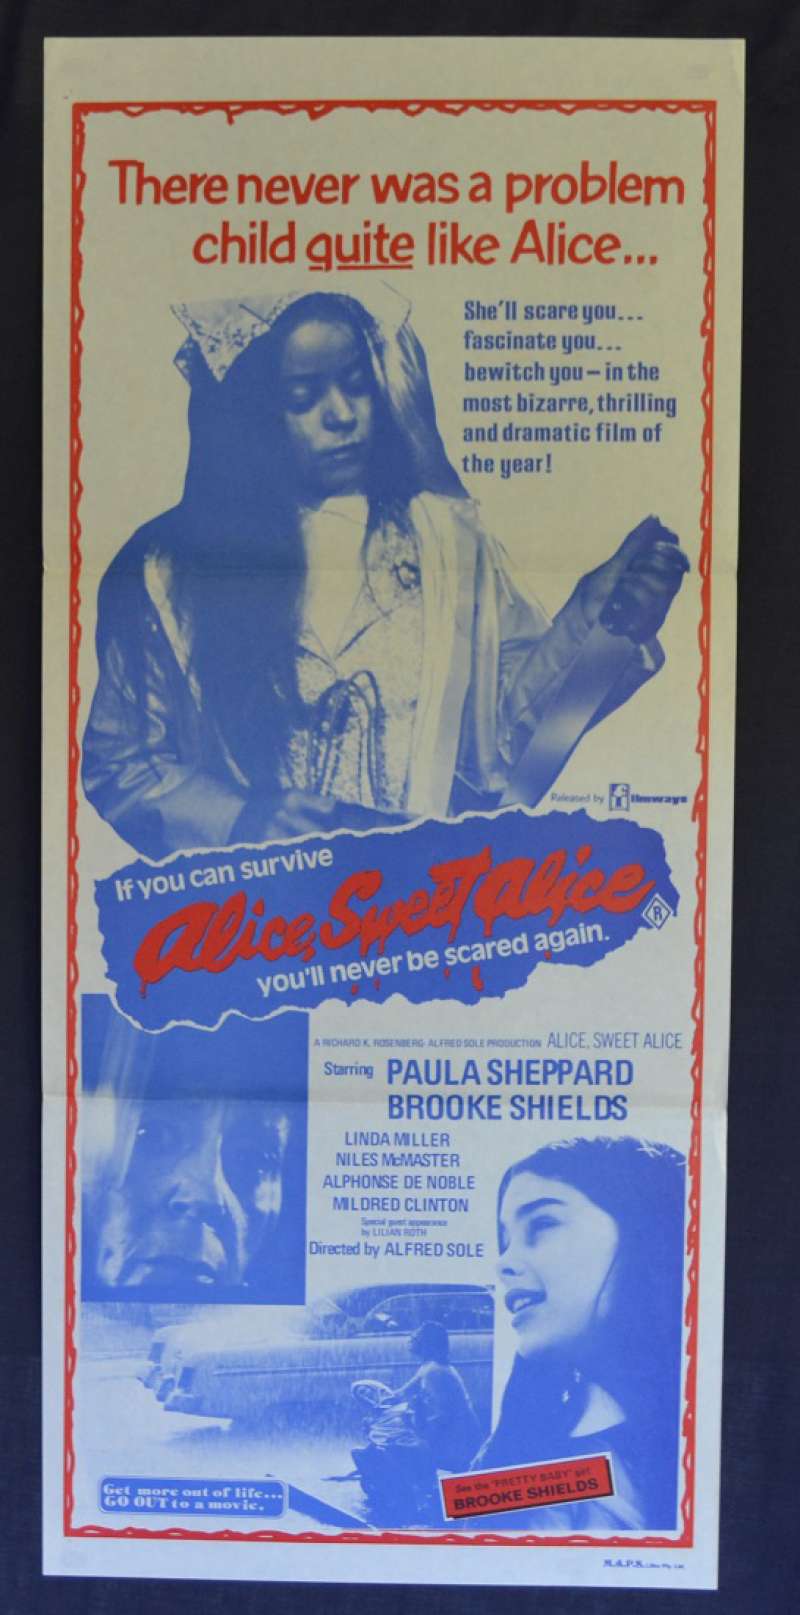 There never was a problem
child quite like Alice...
She'll scare you...
fascinate you...
bewitch you – in the
most bizarre, thrilling
and dramatic film of
the year!
Released by Filmways
If you can survive
Alice, Sweet Alice
R
you'll never be scared again.
A RICHARD K. ROSENBERG- ALFRED SOLE PRODUCTION ALICE, SWEET ALICE
Starring PAULA SHEPPARD
BROOKE SHIELDS
LINDA MILLER
NILES McMASTER
ALPHONSE DE NOBLE
MILDRED CLINTON
Special guest appearance
by LILIAN ROTH
Directed by ALFRED SOLE
Get more out of life...
GO OUT to a movie.
See the 'PRETTY BABY' girl
BROOKE SHIELDS
M.A.P.S. Litho Pty. Ltd.